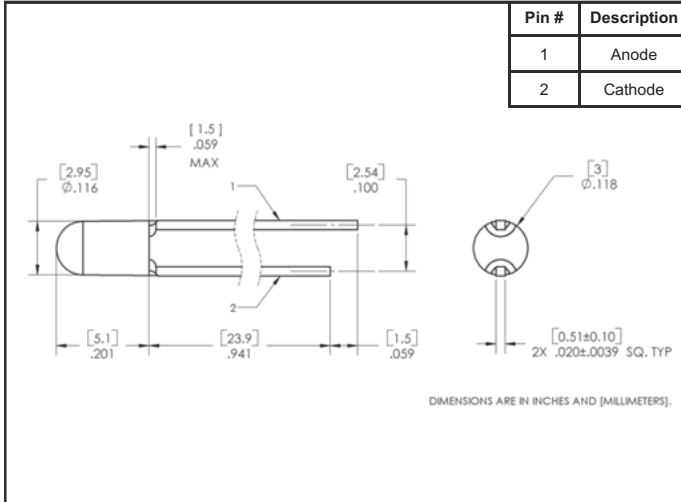 Pin # Description
1 Anode
2 Cathode
[1.5]
.059
MAX
[2.95]
Ø.116
[2.54]
.100
[3]
Ø.118
1
2
[5.1]
.201
[23.9]
.941
[1.5]
.059
[0.51±0.10]
2X .020±.0039 SQ. TYP
DIMENSIONS ARE IN INCHES AND [MILLIMETERS].